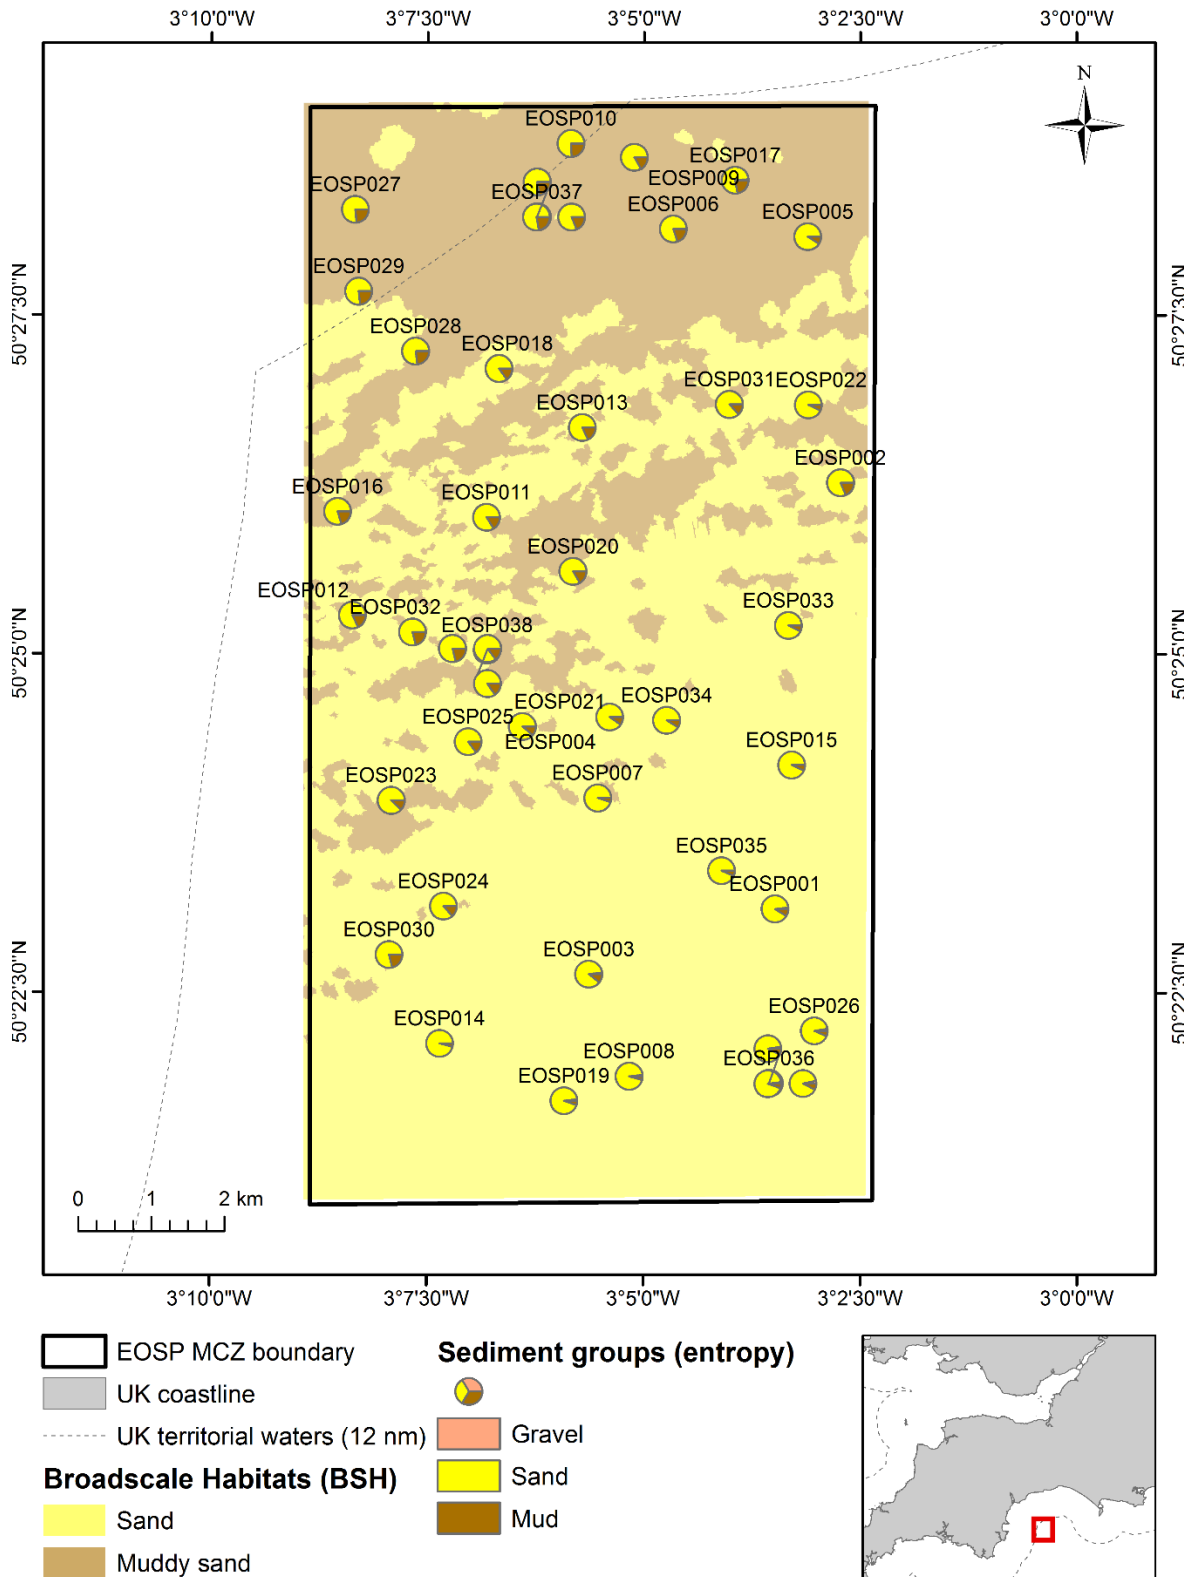 3°10'0"W 3°7'30"W 3°5'0"W 3°2'30"W 3°0'0"W
N
EOSP010
EOSP017
EOSP009
EOSP027
EOSP037
EOSP006
EOSP005
EOSP029
50°27'30"N
50°27'30"N
EOSP028
EOSP018
EOSP031
EOSP022
EOSP013
EOSP002
EOSP016
EOSP011
EOSP020
EOSP012
EOSP032
EOSP038
EOSP033
50°25'0"N
50°25'0"N
EOSP021
EOSP034
EOSP025
EOSP004
EOSP015
EOSP023
EOSP007
EOSP035
EOSP024
EOSP001
EOSP030
EOSP003
50°22'30"N
50°22'30"N
EOSP026
EOSP014
EOSP008
EOSP036
EOSP019
0 1 2 km
3°10'0"W 3°7'30"W 3°5'0"W 3°2'30"W 3°0'0"W
EOSP MCZ boundary
UK coastline
UK territorial waters (12 nm)
Broadscale Habitats (BSH)
Sand
Muddy sand
Sediment groups (entropy)
Gravel
Sand
Mud